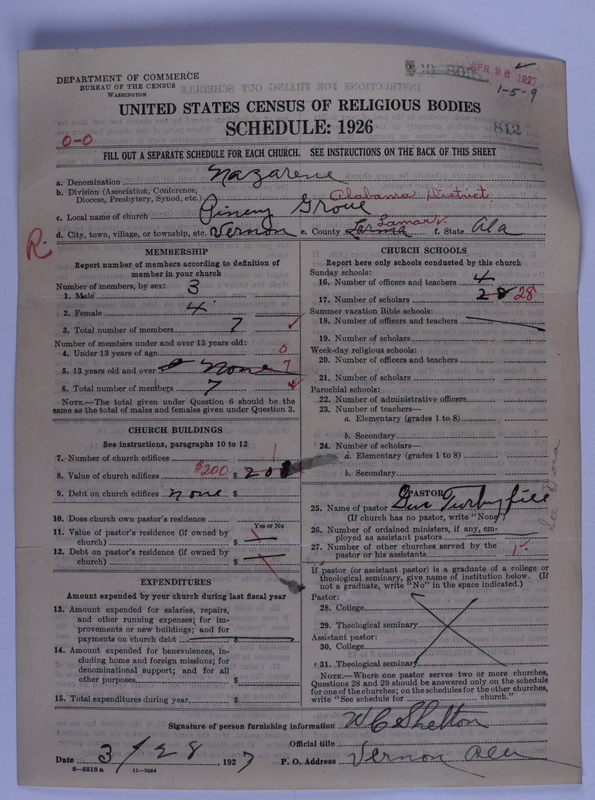 DEPARTMENT OF COMMERCE
BUREAU OF THE CENSUS
WASHINGTON
APR 28 1927
1-5-9
UNITED STATES CENSUS OF RELIGIOUS BODIES
SCHEDULE: 1926
812
0-0
FILL OUT A SEPARATE SCHEDULE FOR EACH CHURCH. SEE INSTRUCTIONS ON THE BACK OF THIS SHEET
a. Denomination Nazarene
b. Division (Association, Conference, Diocese, Presbytery, Synod, etc.) Alabama District
c. Local name of church Piney Grove
d. City, town, village, or township, etc. Vernon e. County Lamar f. State Ala
R.
MEMBERSHIP
Report number of members according to definition of
member in your church
Number of members, by sex:
1. Male 3
2. Female 4
3. Total number of members 7
Number of members under and over 13 years old:
4. Under 13 years of age 0
5. 13 years old and over None 7
6. Total number of members 7
NOTE.—The total given under Question 6 should be
same as the total of males and females given under Question 3.
CHURCH BUILDINGS
See instructions, paragraphs 10 to 12
7. Number of church edifices 1
8. Value of church edifices $200 $ 200
9. Debt on church edifices none $
10. Does church own pastor's residence
Yes or No
11. Value of pastor's residence (if owned by
church) $
12. Debt on pastor's residence (if owned by
church) $
EXPENDITURES
Amount expended by your church during last fiscal year
13. Amount expended for salaries, repairs,
and other running expenses; for im-
provements or new buildings; and for
payments on church debt $
14. Amount expended for benevolences, in-
cluding home and foreign missions; for
denominational support; and for all
other purposes $
15. Total expenditures during year $
CHURCH SCHOOLS
Report here only schools conducted by this church
Sunday schools:
16. Number of officers and teachers 4
17. Number of scholars 28 28
Summer vacation Bible schools:
18. Number of officers and teachers
19. Number of scholars
Week-day religious schools:
20. Number of officers and teachers
21. Number of scholars
Parochial schools:
22. Number of administrative officers
23. Number of teachers—
a. Elementary (grades 1 to 8)
b. Secondary
24. Number of scholars—
a. Elementary (grades 1 to 8)
b. Secondary
PASTOR
25. Name of pastor Gus Turbyfill
(If church has no pastor, write "None")
26. Number of ordained ministers, if any, em-
ployed as assistant pastors
27. Number of other churches served by the
pastor or his assistants 1
If pastor (or assistant pastor) is a graduate of a college or
theological seminary, give name of institution below. (If
not a graduate, write "No" in the space indicated.)
Pastor:
28. College
29. Theological seminary
Assistant pastor:
30. College
31. Theological seminary
NOTE.—Where one pastor serves two or more churches,
Questions 28 and 29 should be answered only on the schedule
for one of the churches; on the schedules for the other churches,
write "See schedule for church."
Signature of person furnishing information W C Shelton
Official title
Date 3/28 1927 P. O. Address Vernon Ala
8—5518a 11—9084